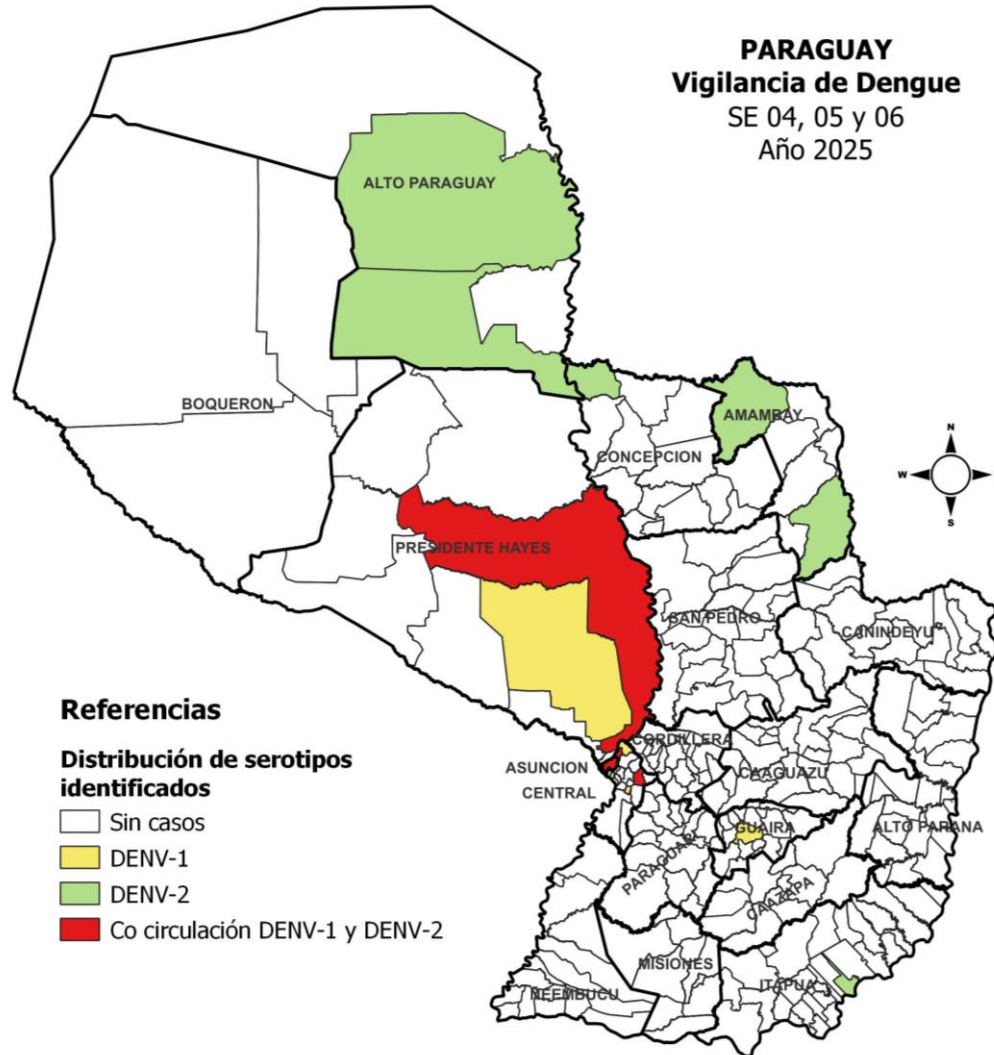 PARAGUAY
Vigilancia de Dengue
SE 04, 05 y 06
Año 2025
ALTO PARAGUAY
BOQUERON
AMAMBAY
CONCEPCION
N
W
E
S
PRESIDENTE HAYES
SAN PEDRO
CANINDEYU
CORDILLERA
ASUNCION
CENTRAL
CAAGUAZU
GUAIRA
ALTO PARANA
PARAGUARI
CAAZAPA
MISIONES
ITAPUA
ÑEEMBUCU
Referencias
Distribución de serotipos
identificados
Sin casos
DENV-1
DENV-2
Co circulación DENV-1 y DENV-2